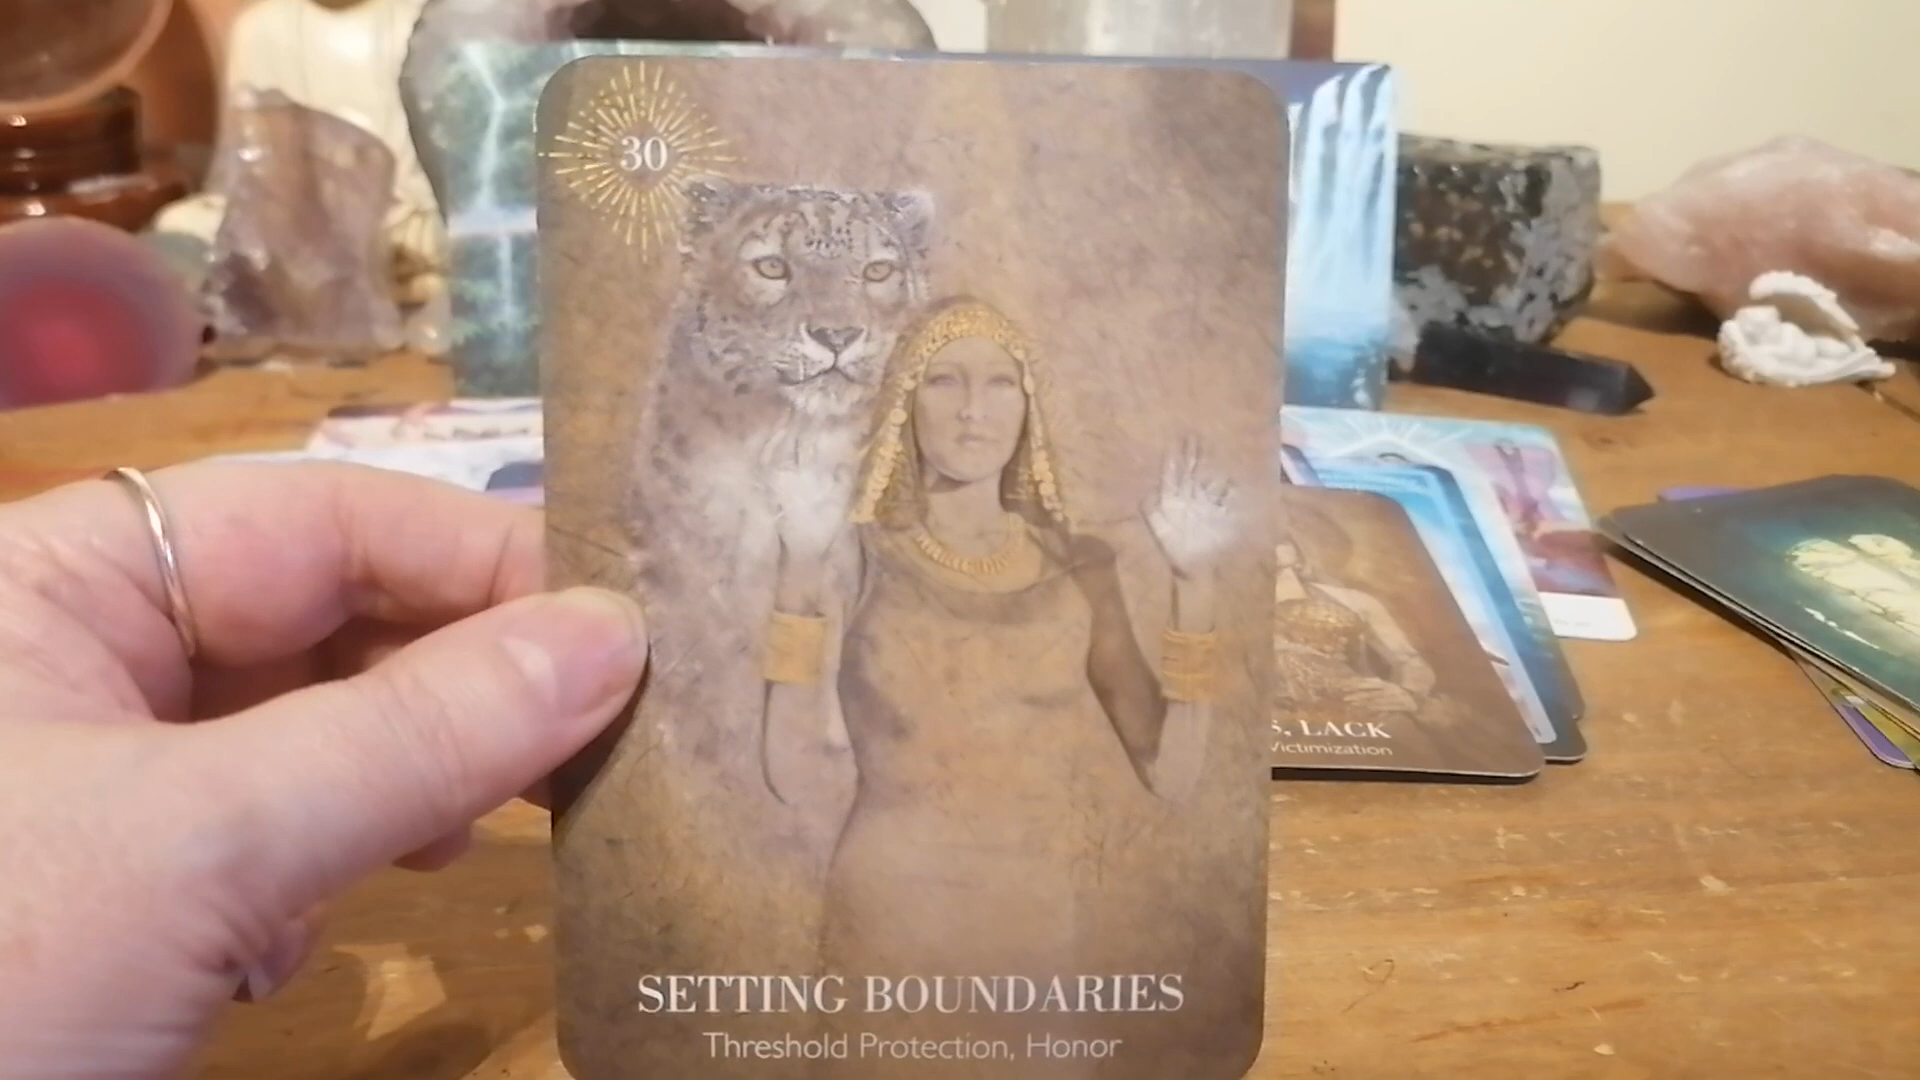 30
SETTING BOUNDARIES
Threshold Protection, Honor
LACK
Victimization